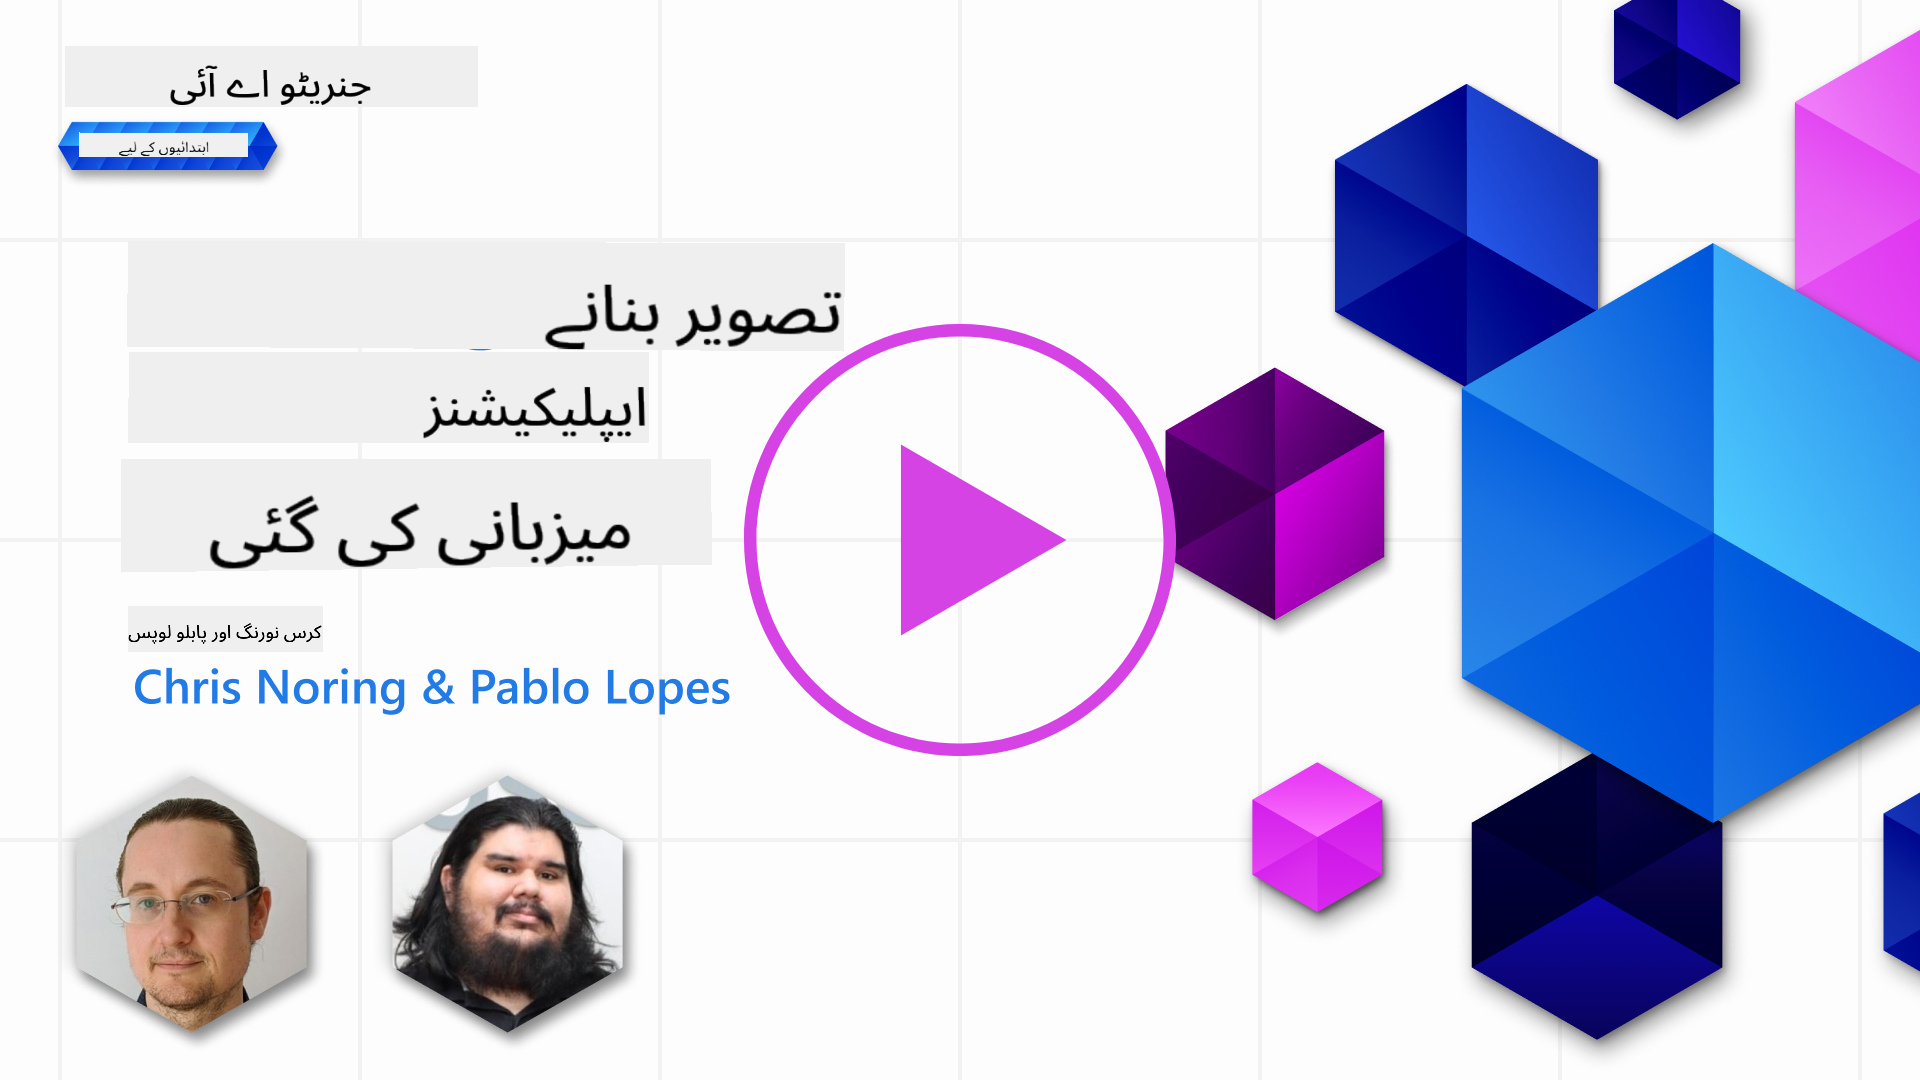 جنریٹو اے آئی
ابتدائیوں کے لیے
تصویر بنانے
ایپلیکیشنز
میزبانی کی گئی
کرس نورنگ اور پابلو لوپس
Chris Noring & Pablo Lopes